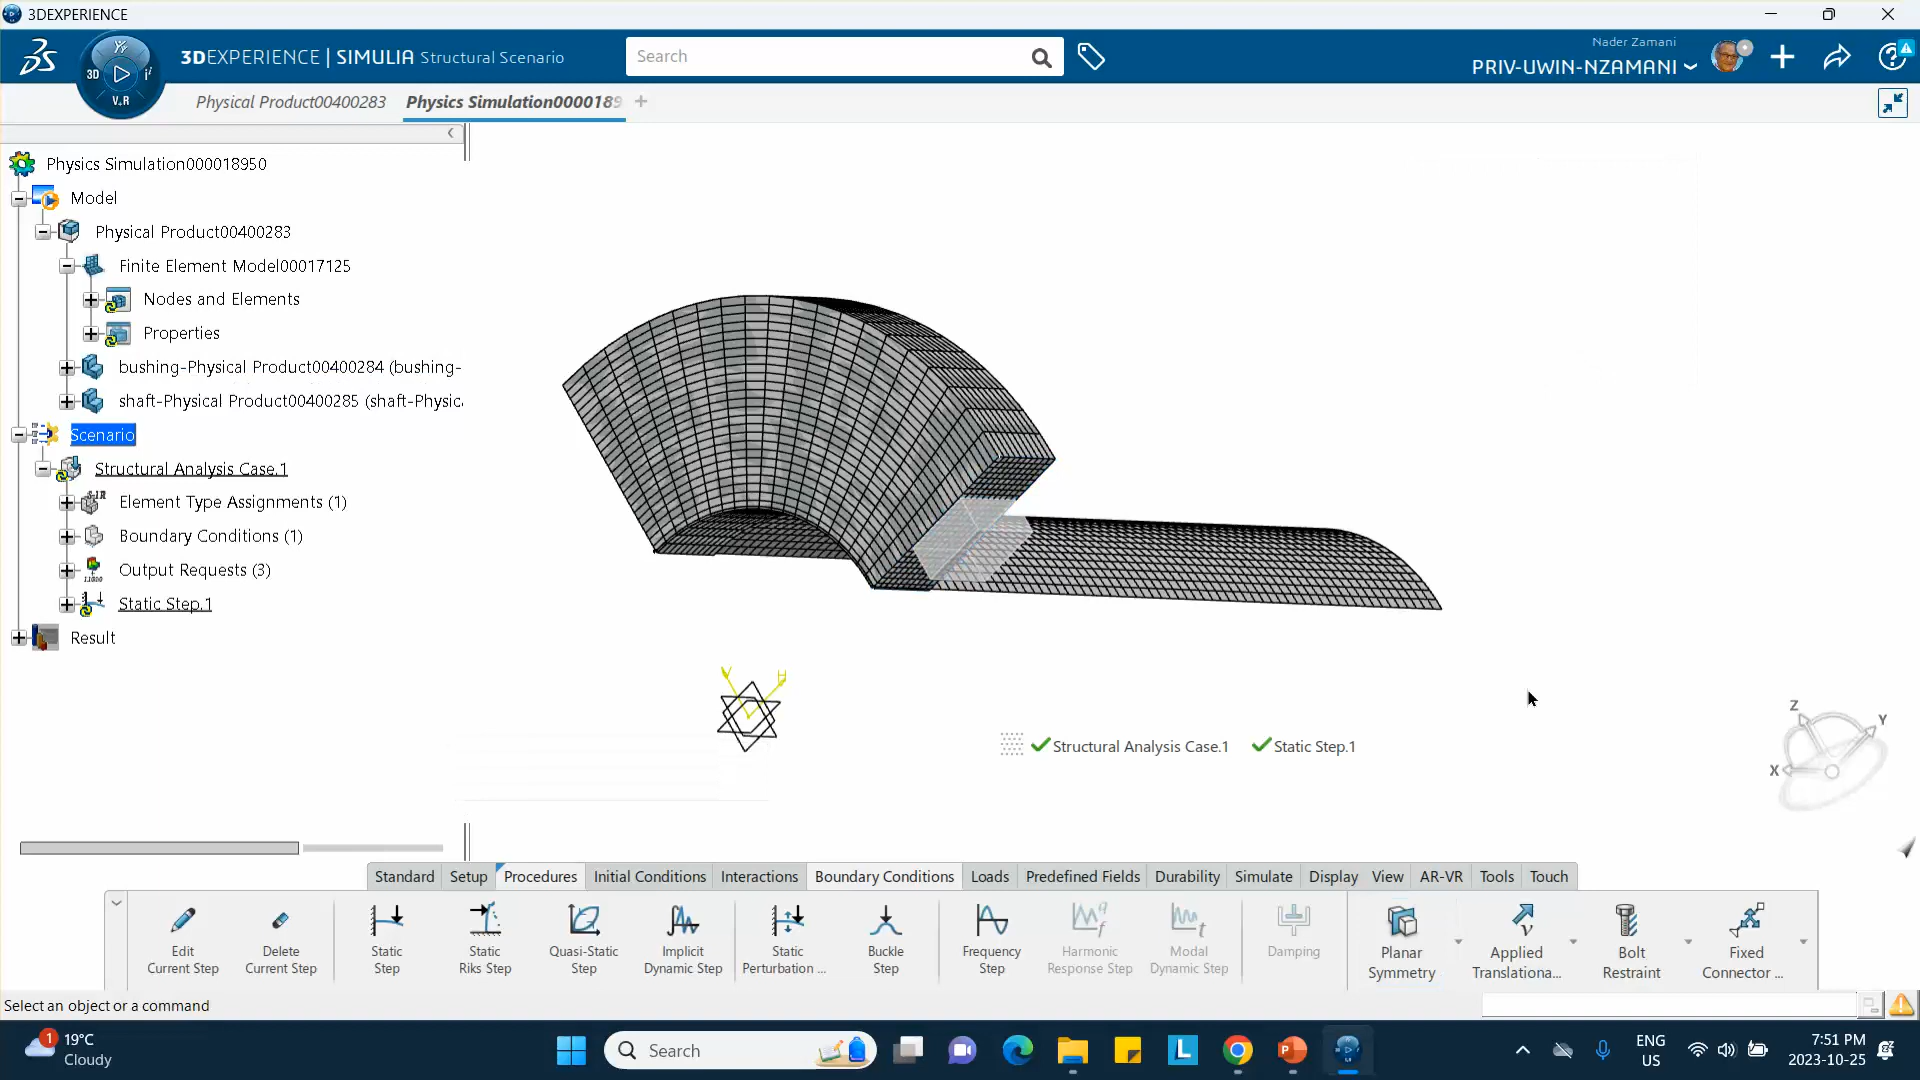 3DEXPERIENCE
3DEXPERIENCE | SIMULIA Structural Scenario
Search
Nader Zamani
PRIV-UWIN-NZAMANI
3D
V.R
Physical Product00400283
Physics Simulation00001895
Physics Simulation000018950
Model
Physical Product00400283
Finite Element Model00017125
Nodes and Elements
Properties
bushing-Physical Product00400284 (bushing-
shaft-Physical Product00400285 (shaft-Physica
Scenario
Structural Analysis Case.1
Element Type Assignments (1)
Boundary Conditions (1)
Output Requests (3)
Static Step.1
Result
V H
Structural Analysis Case.1 Static Step.1
Z
Y
X
Standard Setup Procedures Initial Conditions Interactions Boundary Conditions Loads Predefined Fields Durability Simulate Display View AR-VR Tools Touch
Edit Current Step
Delete Current Step
Static Step
Static Riks Step
Quasi-Static Step
Implicit Dynamic Step
Static Perturbation ...
Buckle Step
Frequency Step
Harmonic Response Step
Modal Dynamic Step
Damping
Planar Symmetry
Applied Translationa...
Bolt Restraint
Fixed Connector ...
Select an object or a command
1
19°C
Cloudy
Search
L
ENG
US
7:51 PM
2023-10-25